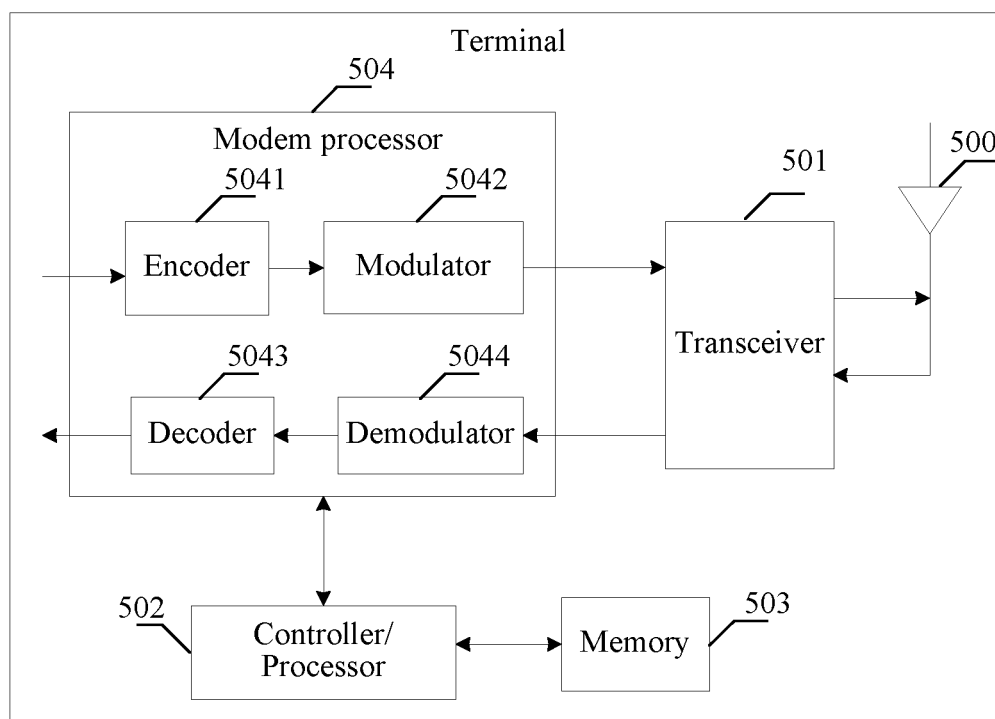 Terminal
504
Modem processor
5041
5042
501
500
Encoder
Modulator
Transceiver
5043
5044
Decoder
Demodulator
502
Controller/
Processor
503
Memory